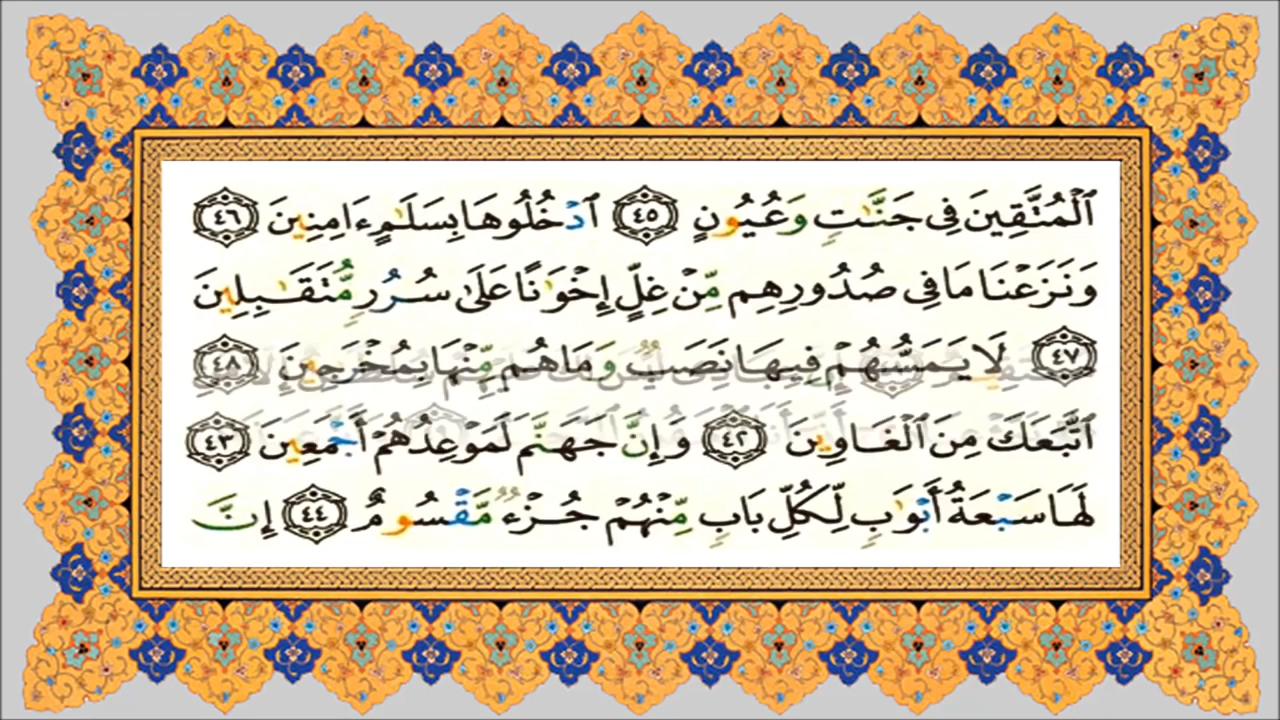 ٱلْمُتَّقِينَ فِى جَنَّٰتٍ وَعُيُونٍ ﴿٤٥﴾ ٱدْخُلُوهَا بِسَلَٰمٍ ءَامِنِينَ ﴿٤٦﴾
وَنَزَعْنَا مَا فِى صُدُورِهِم مِّنْ غِلٍّ إِخْوَٰنًا عَلَىٰ سُرُرٍ مُّتَقَٰبِلِينَ
﴿٤٧﴾ لَا يَمَسُّهُمْ فِيهَا نَصَبٌ وَمَا هُم مِّنْهَا بِمُخْرَجِينَ ﴿٤٨﴾
ٱتَّبَعَكَ مِنَ ٱلْغَاوِينَ ﴿٤٢﴾ وَإِنَّ جَهَنَّمَ لَمَوْعِدُهُمْ أَجْمَعِينَ ﴿٤٣﴾
لَهَا سَبْعَةُ أَبْوَٰبٍ لِّكُلِّ بَابٍ مِّنْهُمْ جُزْءٌ مَّقْسُومٌ ﴿٤٤﴾ إِنَّ